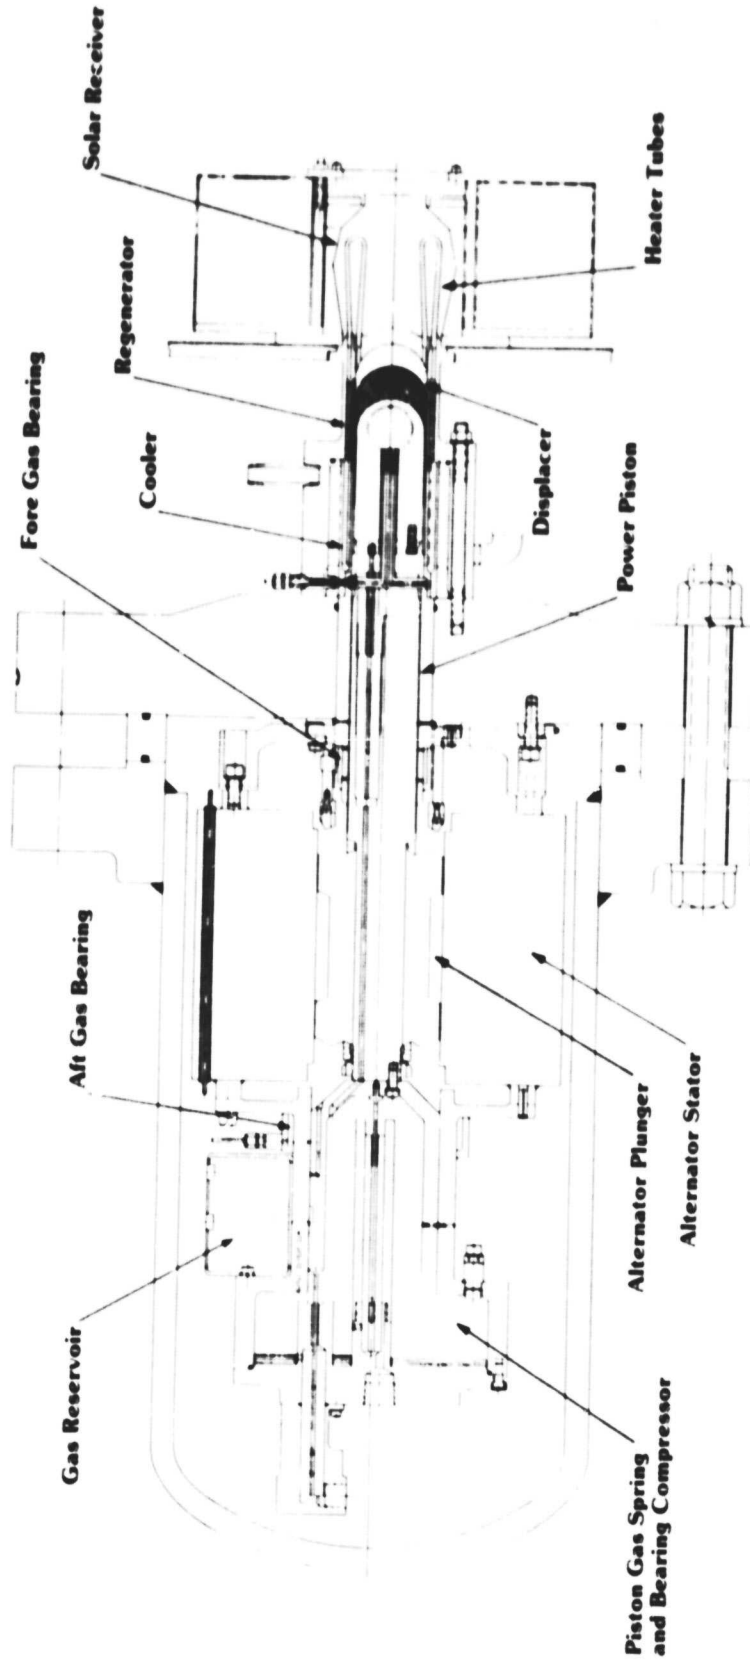 Solar Receiver
Regenerator
Fore Gas Bearing
Cooler
Aft Gas Bearing
Gas Reservoir
Heater Tubes
Displacer
Power Piston
Alternator Stator
Alternator Plunger
Piston Gas Spring
and Bearing Compressor